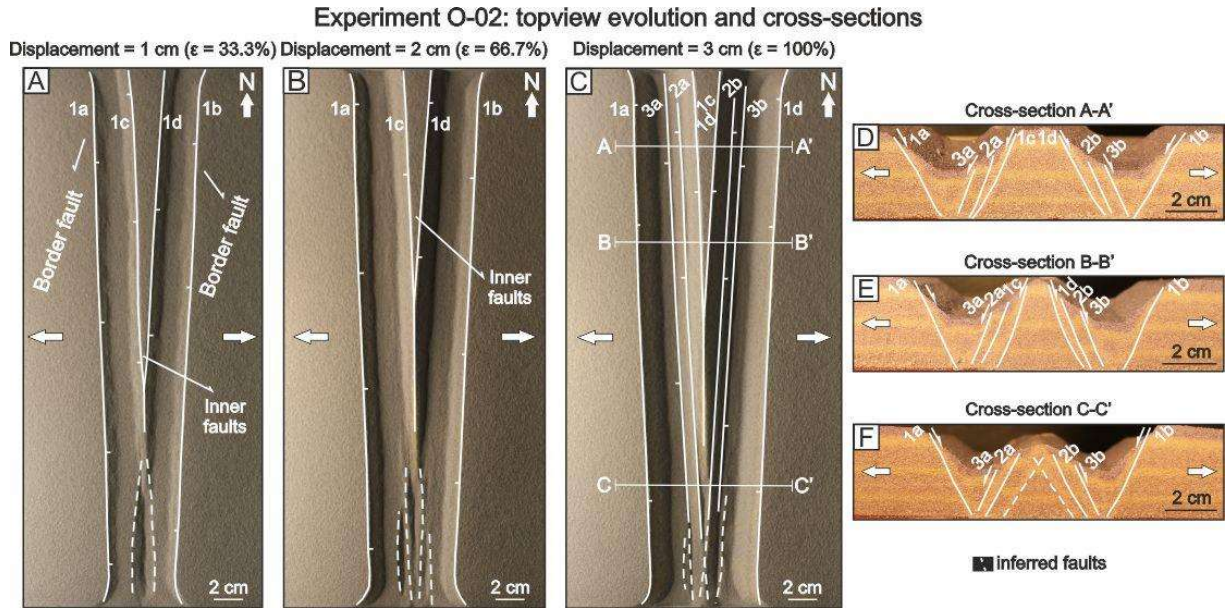 Experiment O-02: topview evolution and cross-sections
Displacement = 1 cm (ε = 33.3%)
Displacement = 2 cm (ε = 66.7%)
Displacement = 3 cm (ε = 100%)
A
1a
1c
1d
1b
N
Border fault
Border fault
Inner
faults
2 cm
B
1a
1c
1d
1b
N
Inner
faults
2 cm
C
1a
3a
2a
1c
1d
2b
3b
1d
N
A
A'
B
B'
C
C'
2 cm
Cross-section A-A'
D
1a
3a
2a
1c
1d
2b
3b
1b
2 cm
Cross-section B-B'
E
1a
3a
2a
1c
1d
2b
3b
1b
2 cm
Cross-section C-C'
F
1a
3a
2a
2b
3b
1b
2 cm
inferred faults